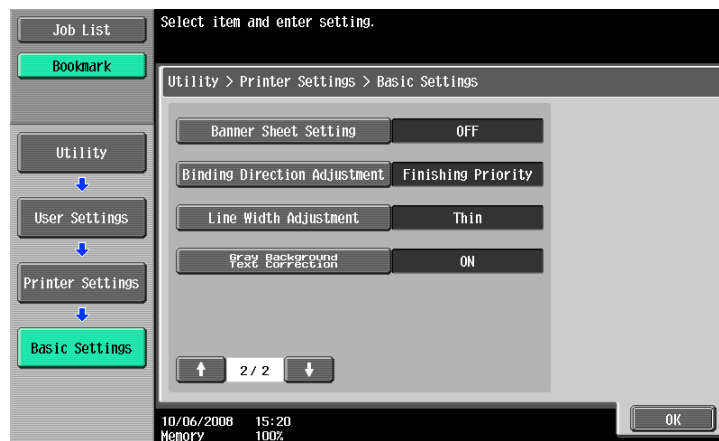 Job List
Select item and enter setting.
Bookmark
Utility > Printer Settings > Basic Settings
Banner Sheet Setting OFF
Utility
Binding Direction Adjustment Finishing Priority
User Settings
Line Width Adjustment Thin
Gray Background
Text Correction ON
Printer Settings
Basic Settings
2/ 2
OK
10/06/2008 15:20
Memory 100%